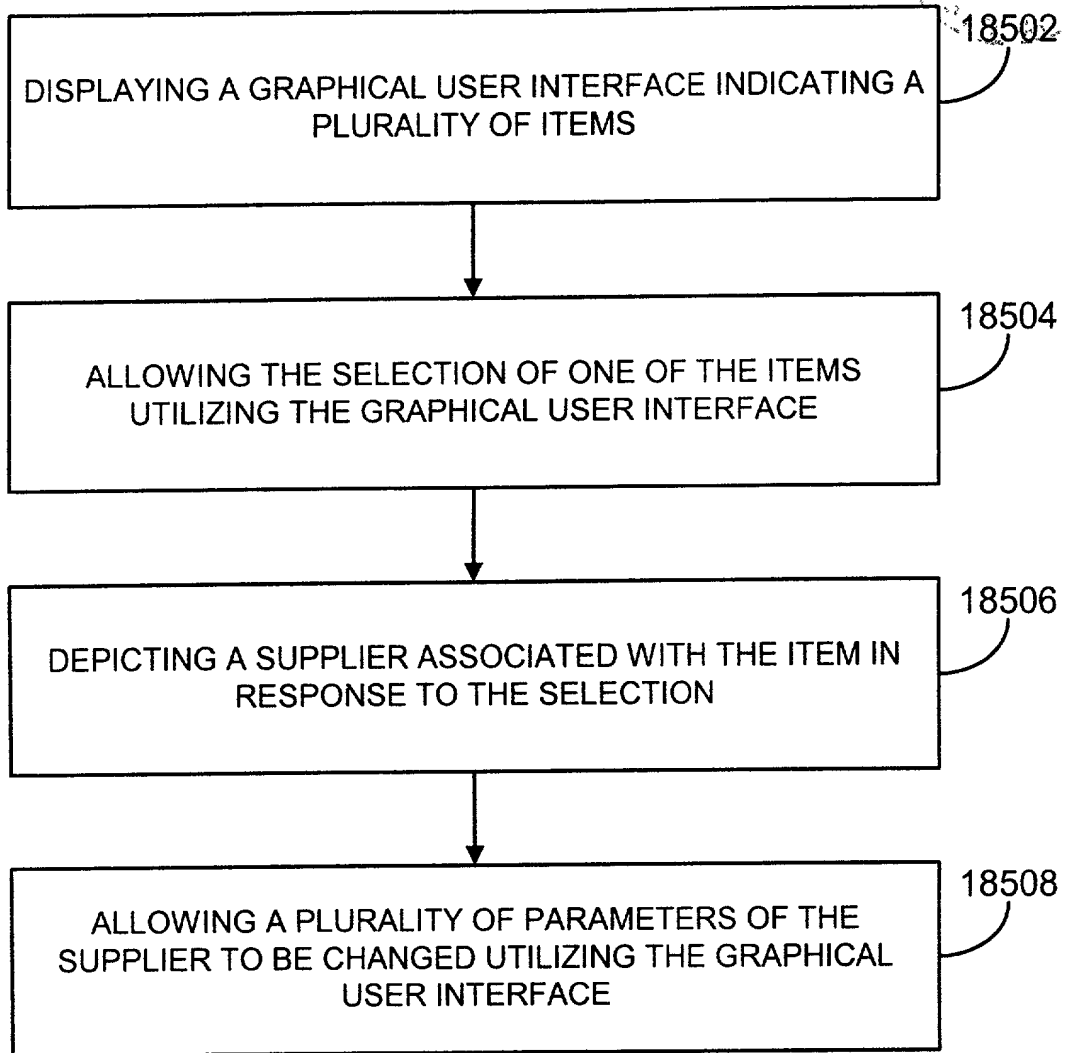 18502
DISPLAYING A GRAPHICAL USER INTERFACE INDICATING A
PLURALITY OF ITEMS
18504
ALLOWING THE SELECTION OF ONE OF THE ITEMS
UTILIZING THE GRAPHICAL USER INTERFACE
18506
DEPICTING A SUPPLIER ASSOCIATED WITH THE ITEM IN
RESPONSE TO THE SELECTION
18508
ALLOWING A PLURALITY OF PARAMETERS OF THE
SUPPLIER TO BE CHANGED UTILIZING THE GRAPHICAL
USER INTERFACE